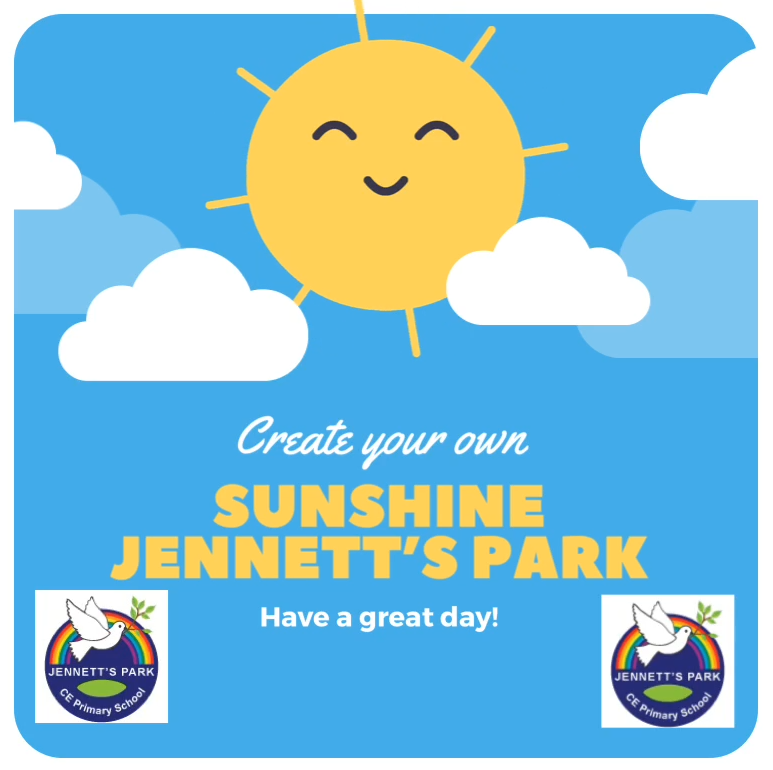 Create your own
SUNSHINE
JENNETT'S PARK
Have a great day!
JENNETT'S PARK
CE Primary School
JENNETT'S PARK
CE Primary School